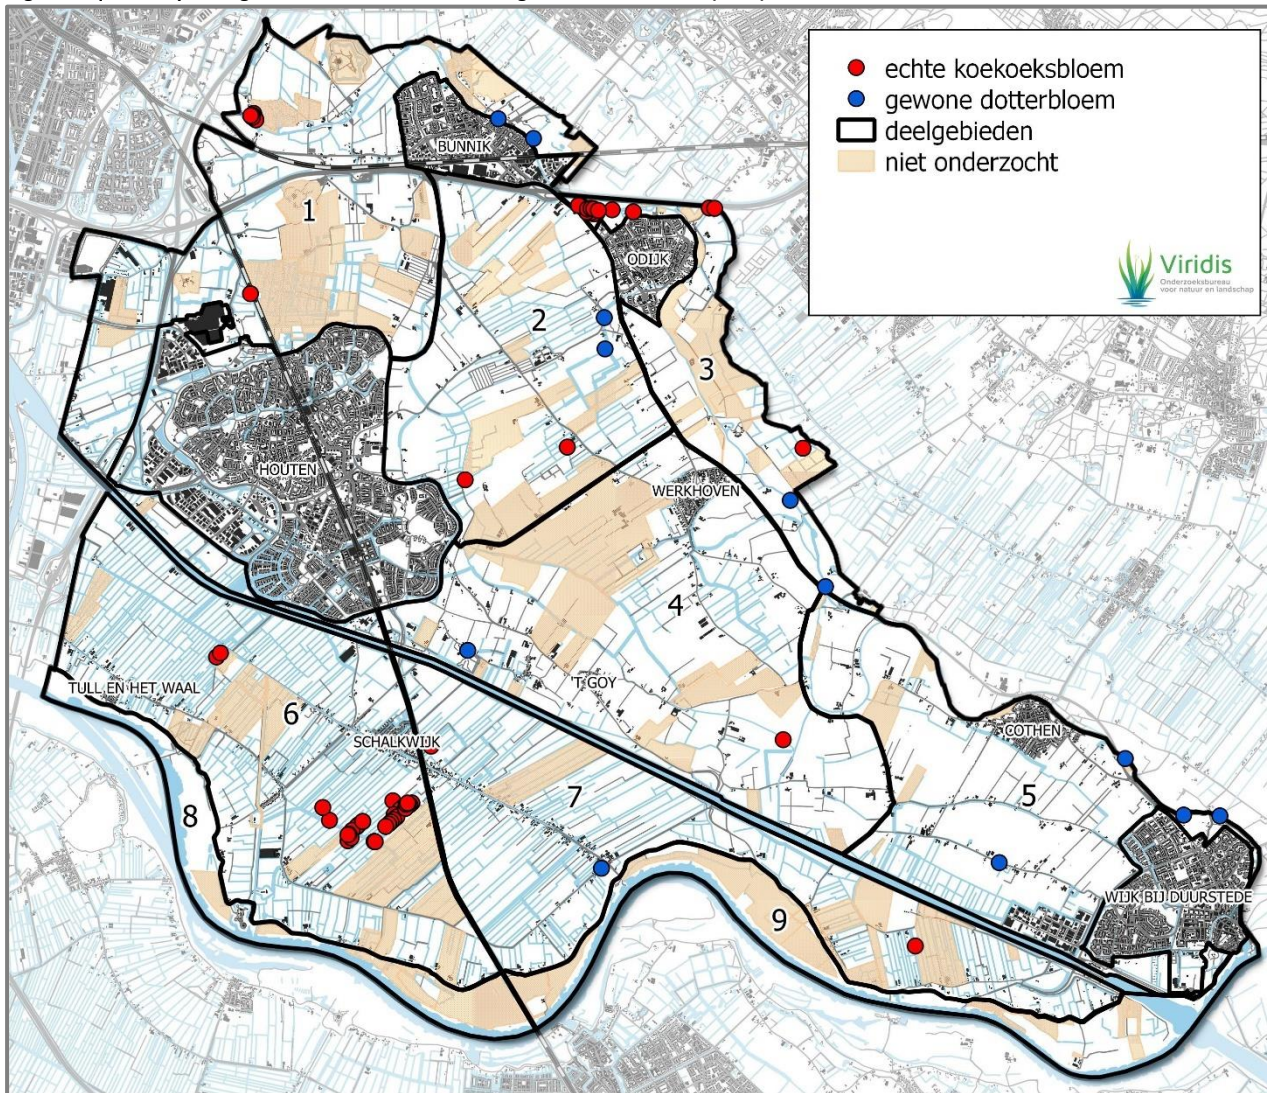 echte koekoeksbloem
gewone dotterbloem
deelgebieden
niet onderzocht
Viridis
Onderzoeksbureau
voor natuur en landschap
BUNNIK
1
ODIJK
2
3
HOUTEN
WERKHOVEN
4
'T GOY
TULL EN HET WAAL
6
SCHALKWIJK
COTHEN
7
5
8
WIJK BIJ DUURSTEDE
9